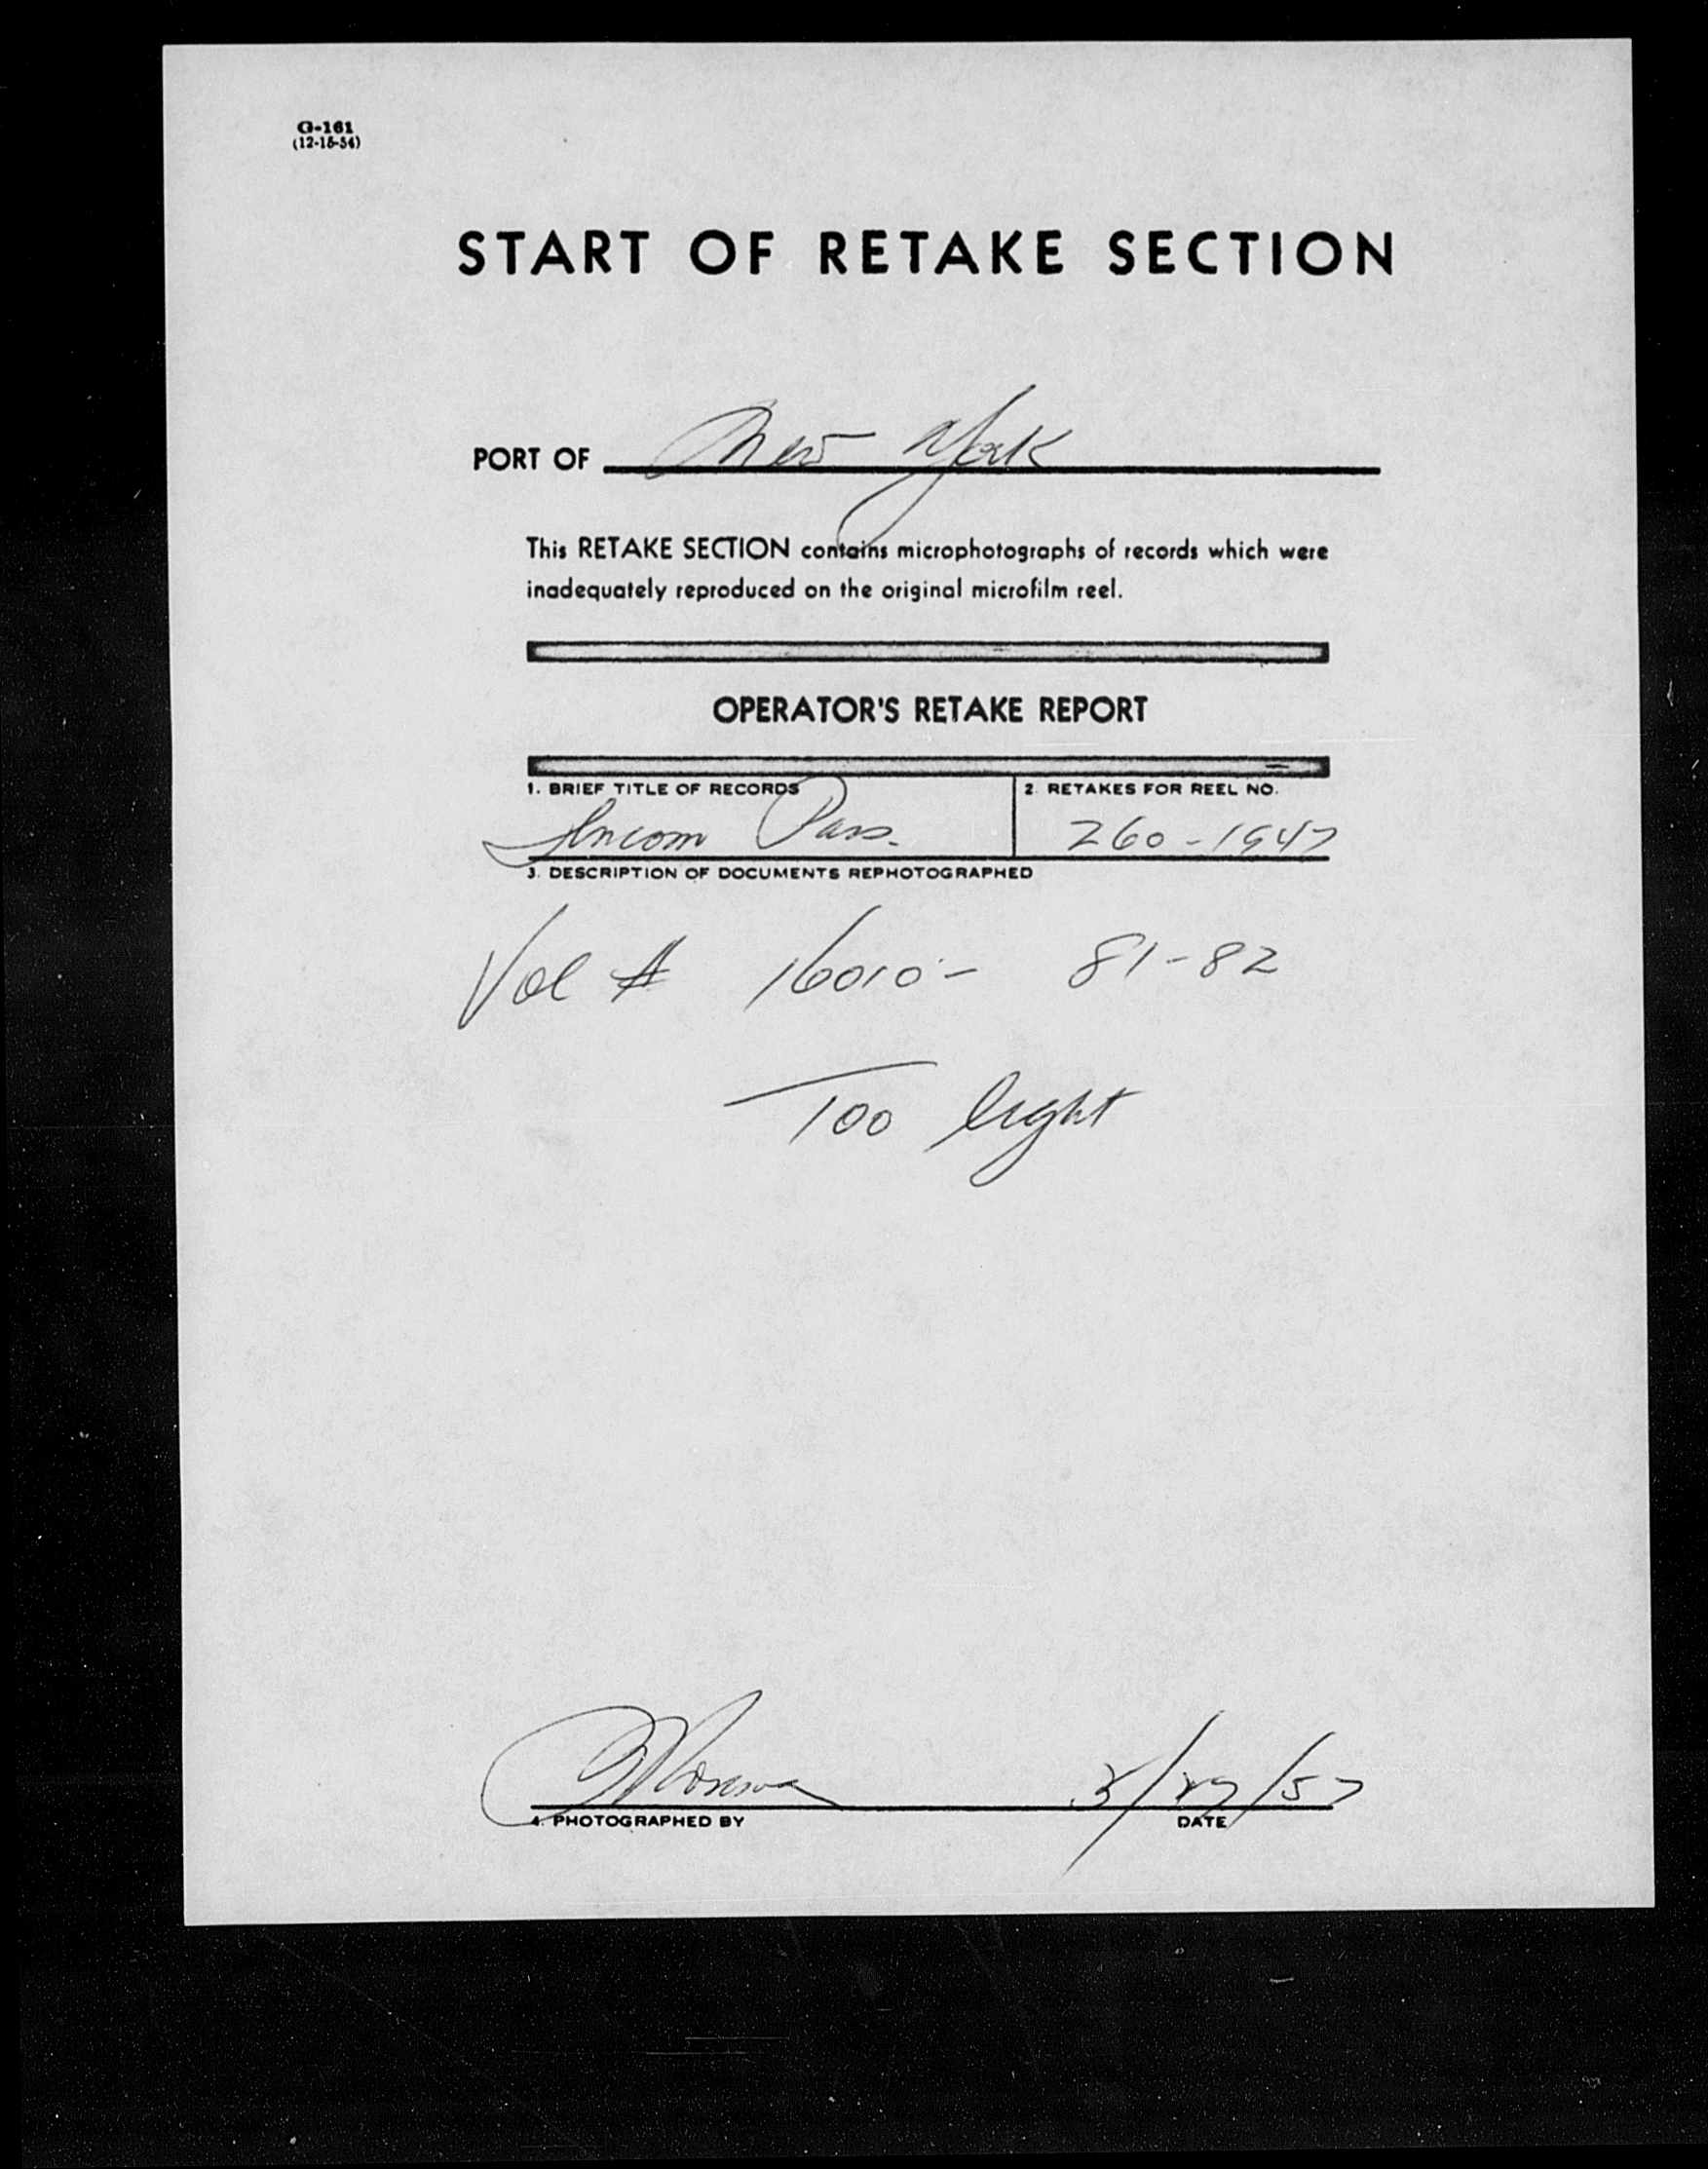 G-161
(12-15-54)
START OF RETAKE SECTION
PORT OF New York
This RETAKE SECTION contains microphotographs of records which were
inadequately reproduced on the original microfilm reel.
OPERATOR'S RETAKE REPORT
1. BRIEF TITLE OF RECORDS 2. RETAKES FOR REEL NO.
Incom Pass. 260-1947
3. DESCRIPTION OF DOCUMENTS REPHOTOGRAPHED
Vol # 16010- 81-82
Too light
/57
4. PHOTOGRAPHED BY DATE